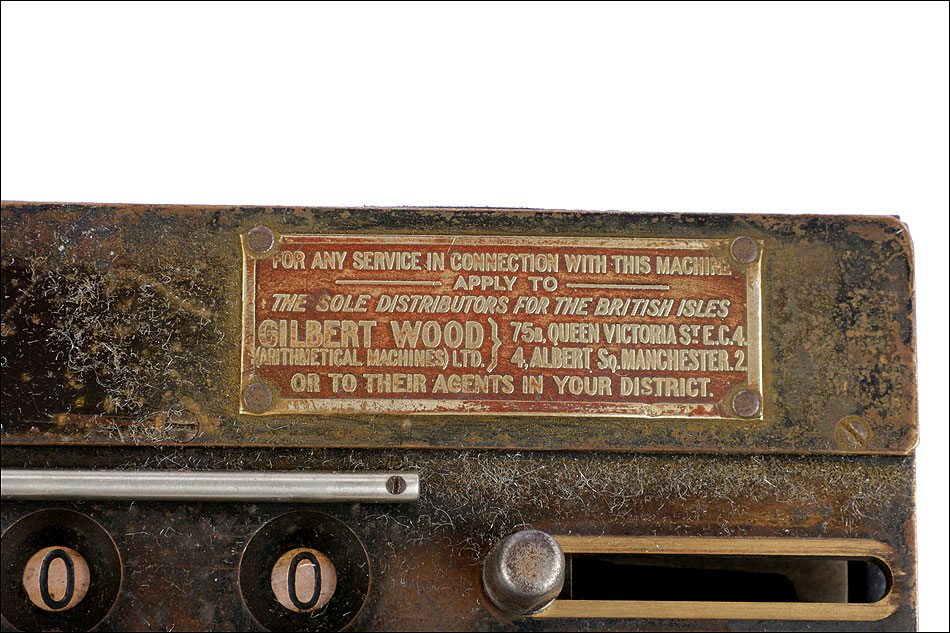 FOR ANY SERVICE IN CONNECTION WITH THIS MACHINE
APPLY TO
THE SOLE DISTRIBUTORS FOR THE BRITISH ISLES
GILBERT WOOD } 75B, QUEEN VICTORIA ST E.C.4.
(ARITHMETICAL MACHINES) LTD. 4, ALBERT SQ. MANCHESTER. 2
OR TO THEIR AGENTS IN YOUR DISTRICT.
0 0